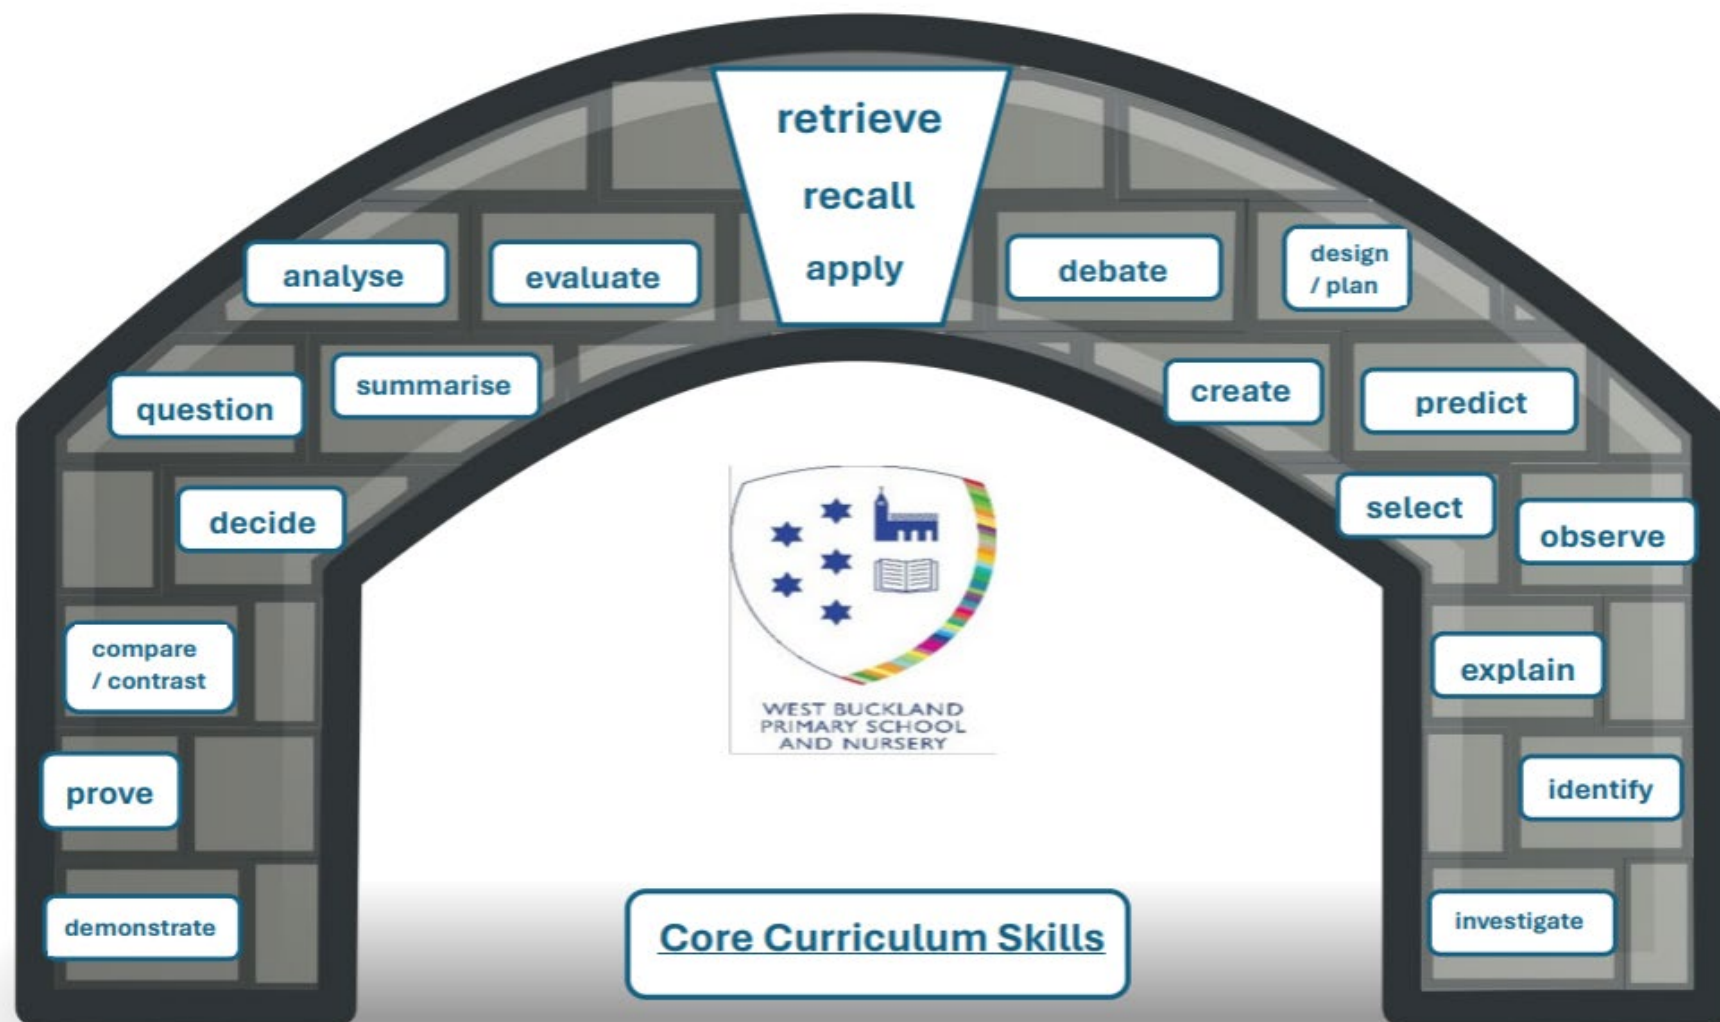 retrieve
recall
apply
analyse
evaluate
debate
design
/ plan
question
summarise
create
predict
decide
select
observe
compare
/ contrast
explain
prove
identify
demonstrate
investigate
WEST BUCKLAND
PRIMARY SCHOOL
AND NURSERY
Core Curriculum Skills